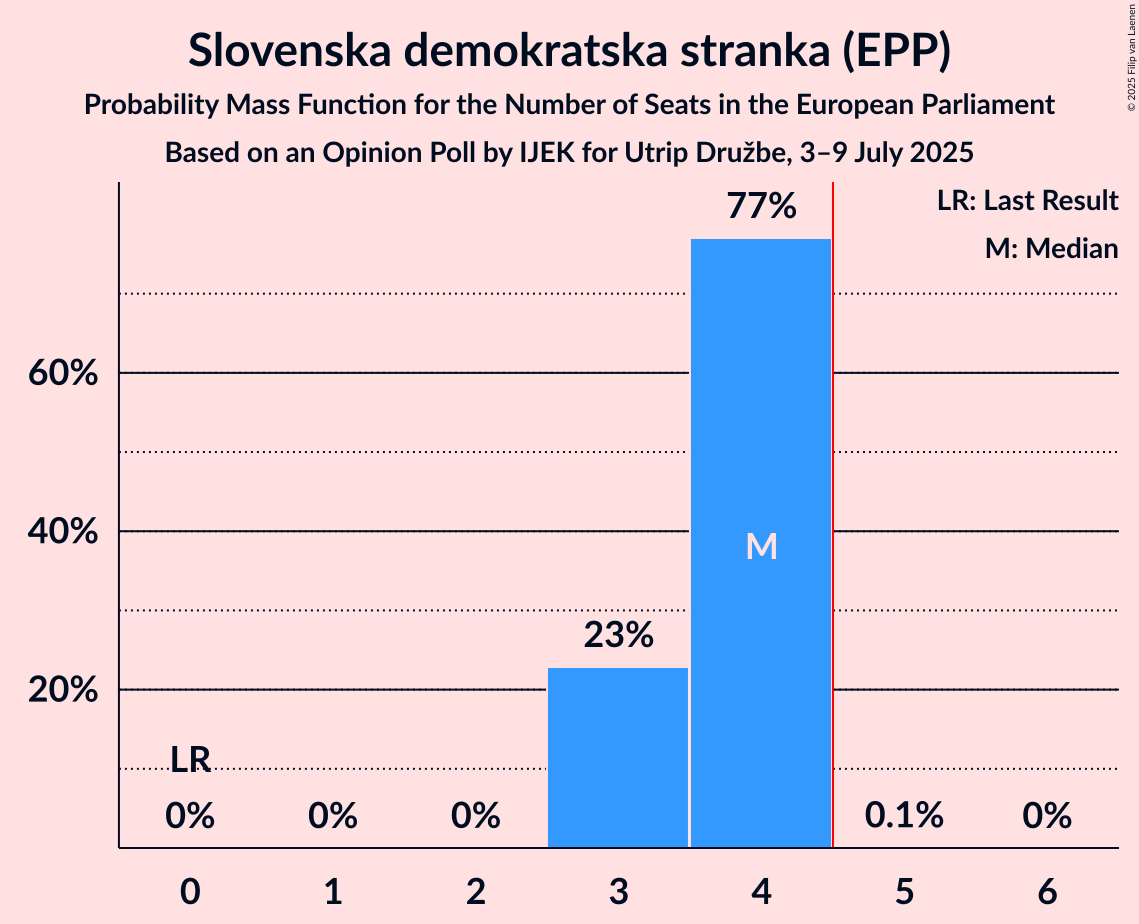 Slovenska demokratska stranka (EPP)
Probability Mass Function for the Number of Seats in the European Parliament
Based on an Opinion Poll by IJEK for Utrip Družbe, 3–9 July 2025
© 2025 Filip van Laenen
LR: Last Result
M: Median
77%
60%
40%
M
23%
20%
LR
0% 0% 0% 0.1% 0%
0 1 2 3 4 5 6